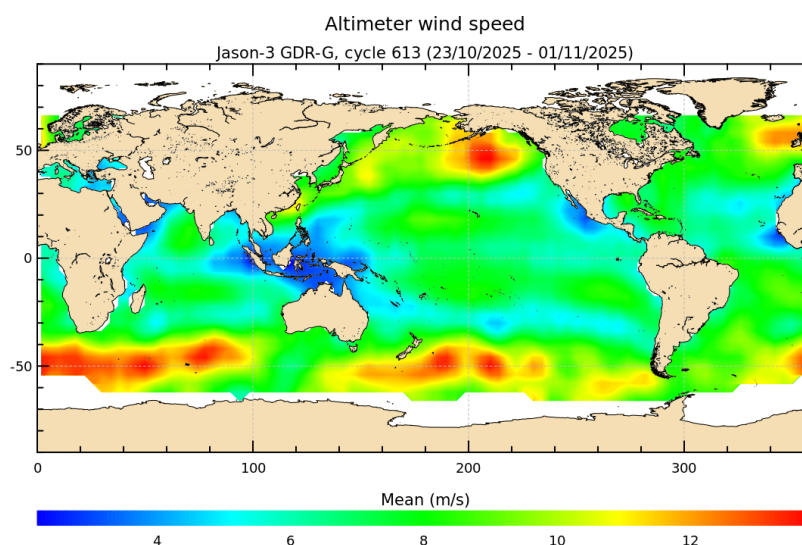 Altimeter wind speed
Jason-3 GDR-G, cycle 613 (23/10/2025 - 01/11/2025)
50
0
-50
0 100 200 300
Mean (m/s)
4 6 8 10 12